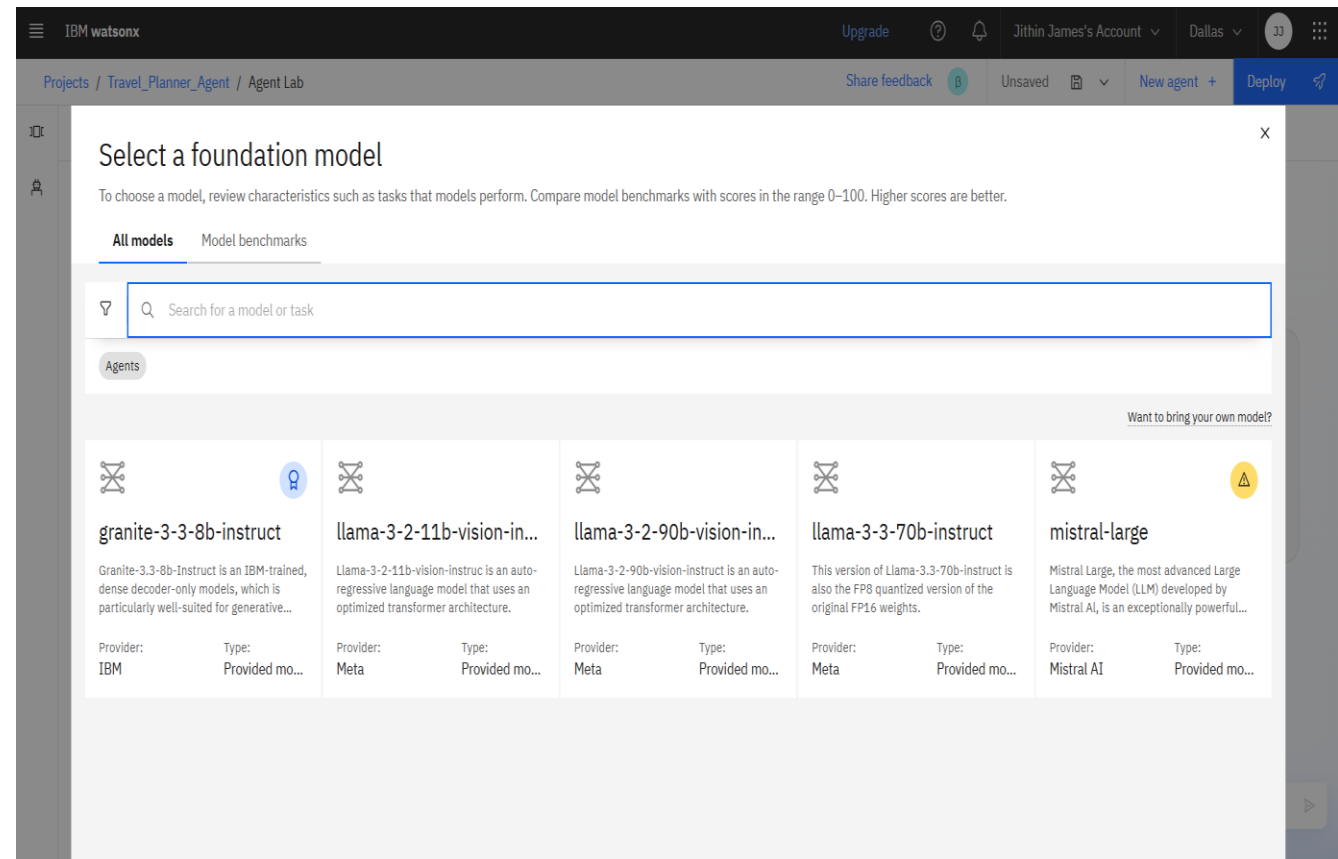 IBM watsonx
Upgrade
Jithin James's Account
Dallas
JJ
Projects / Travel_Planner_Agent / Agent Lab
Share feedback
β
Unsaved
New agent +
Deploy
Select a foundation model
X
To choose a model, review characteristics such as tasks that models perform. Compare model benchmarks with scores in the range 0–100. Higher scores are better.
All models
Model benchmarks
Search for a model or task
Agents
Want to bring your own model?
granite-3-3-8b-instruct
Granite-3.3-8b-Instruct is an IBM-trained,
dense decoder-only models, which is
particularly well-suited for generative...
Provider:
Type:
IBM
Provided mo...
llama-3-2-11b-vision-in...
Llama-3-2-11b-vision-instruc is an auto-
regressive language model that uses an
optimized transformer architecture.
Provider:
Type:
Meta
Provided mo...
llama-3-2-90b-vision-in...
Llama-3-2-90b-vision-instruct is an auto-
regressive language model that uses an
optimized transformer architecture.
Provider:
Type:
Meta
Provided mo...
llama-3-3-70b-instruct
This version of Llama-3.3-70b-instruct is
also the FP8 quantized version of the
original FP16 weights.
Provider:
Type:
Meta
Provided mo...
mistral-large
Mistral Large, the most advanced Large
Language Model (LLM) developed by
Mistral Al, is an exceptionally powerful...
Provider:
Type:
Mistral AI
Provided mo...